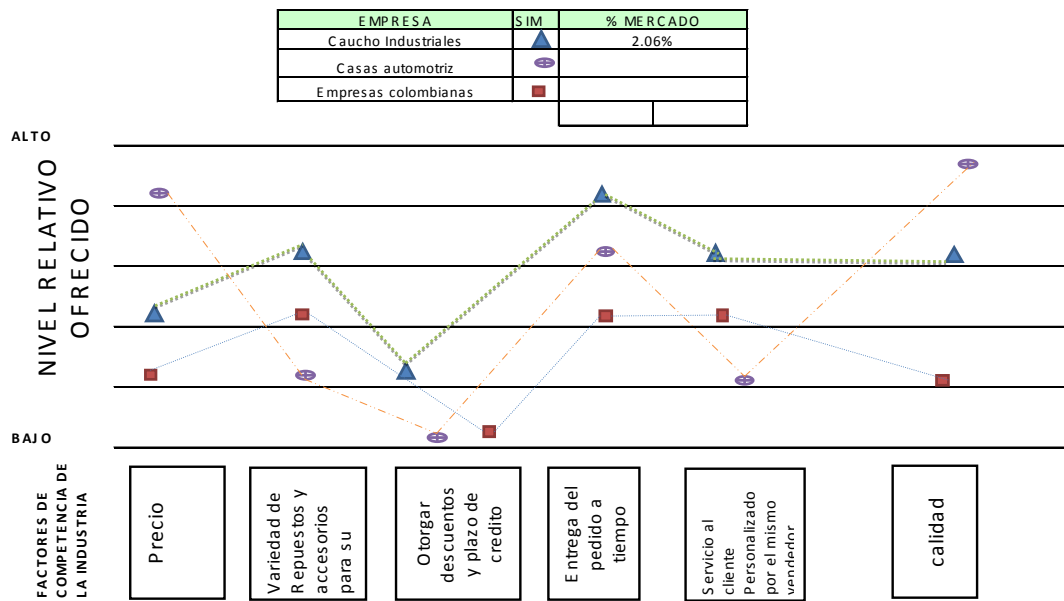 EMPRESA SIM % MERCADO
Caucho Industriales 2.06%
Casas automotriz
Empresas colombianas
ALTO
NIVEL RELATIVO
OFRECIDO
BAJO
FACTORES DE
COMPETENCIA DE
LA INDUSTRIA
Precio
Variedad de
Repuestos y
accesorios
para su
Otorgar
descuentos
y plazo de
credito
Entrega del
pedido a
tiempo
Servicio al
cliente
Personalizado
por el mismo
vendedor
calidad